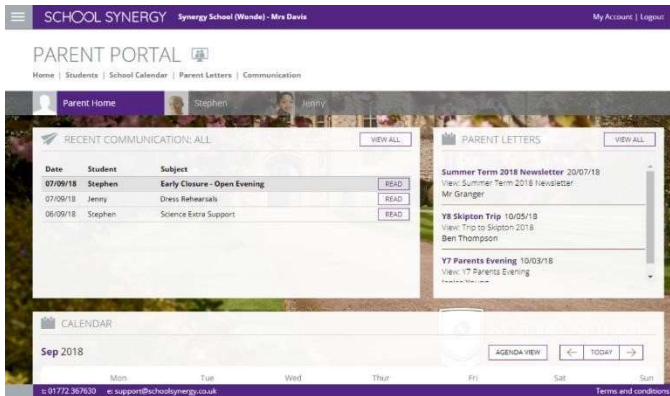 SCHOOL SYNERGY Synergy School (Wonde) - Mrs Davis My Account | Logout
PARENT PORTAL
Home | Students | School Calendar | Parent Letters | Communication
Parent Home Stephen Jenny
RECENT COMMUNICATION: ALL VIEW ALL
Date Student Subject
07/09/18 Stephen Early Closure - Open Evening READ
07/09/18 Jenny Dress Rehearsals READ
06/09/18 Stephen Science Extra Support READ
PARENT LETTERS VIEW ALL
Summer Term 2018 Newsletter 20/07/18
View: Summer Term 2018 Newsletter
Mr Granger
Y8 Skipton Trip 10/05/18
View: Trip to Skipton 2018
Ben Thompson
Y7 Parents Evening 10/03/18
View: Y7 Parents Evening
CALENDAR
Sep 2018 AGENDA VIEW TODAY
Mon Tue Wed Thur Fri Sat Sun
t: 01772 367630 e: support@schoolsynergy.co.uk Terms and conditions